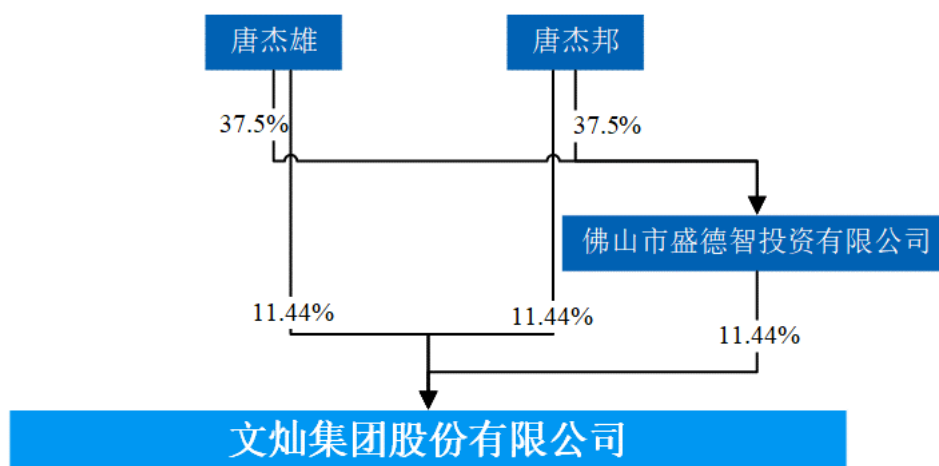 唐杰雄
唐杰邦
37.5%
37.5%
佛山市盛德智投资有限公司
11.44%
11.44%
11.44%
文灿集团股份有限公司